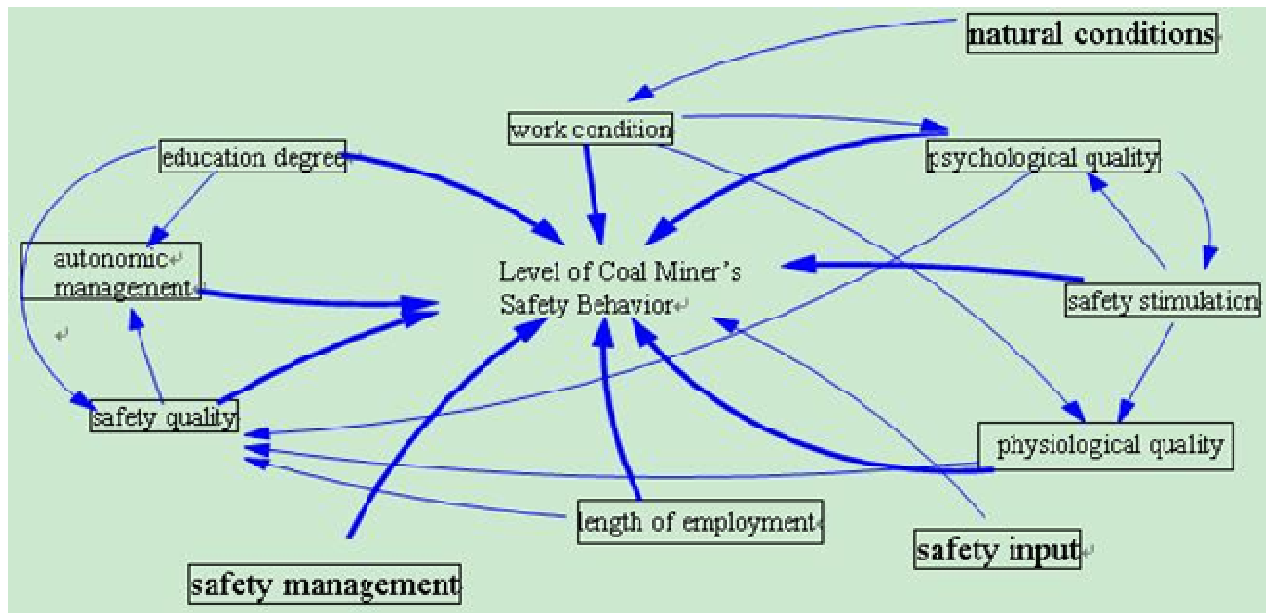 natural conditions
work condition
education degree
psychological quality
autonomic
management
Level of Coal Miner's
Safety Behavior
safety stimulation
safety quality
physiological quality
length of employment
safety input
safety management